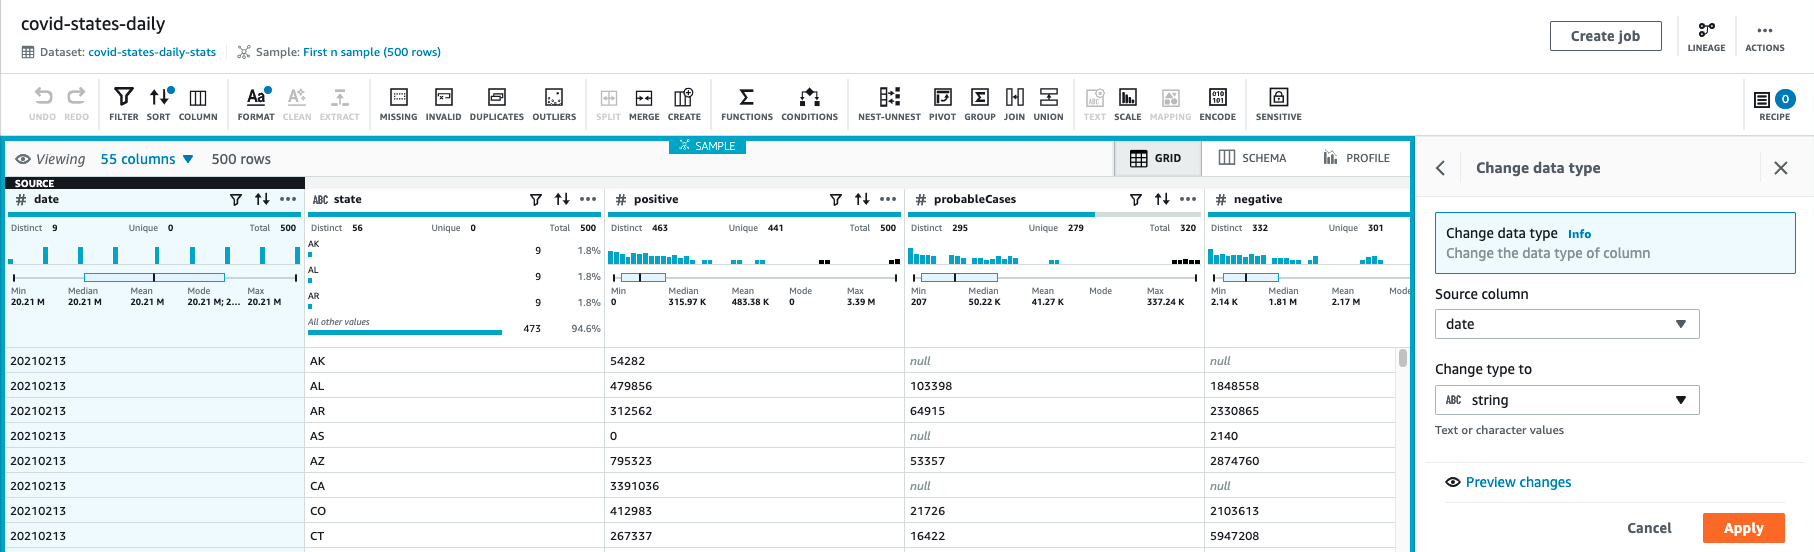 covid-states-daily
Dataset: covid-states-daily-stats Sample: First n sample (500 rows)
Create job
LINEAGE
ACTIONS
UNDO REDO FILTER SORT COLUMN FORMAT CLEAN EXTRACT MISSING INVALID DUPLICATES OUTLIERS SPLIT MERGE CREATE FUNCTIONS CONDITIONS NEST-UNNEST PIVOT GROUP JOIN UNION TEXT SCALE MAPPING ENCODE SENSITIVE RECIPE 0
Viewing 55 columns 500 rows
SAMPLE
GRID SCHEMA PROFILE
SOURCE
# date ABC state # positive # probableCases # negative
Distinct 9 Unique 0 Total 500 Distinct 56 Unique 0 Total 500 Distinct 463 Unique 441 Total 500 Distinct 295 Unique 279 Total 320 Distinct 332 Unique 301
AK 9 1.8%
AL 9 1.8%
AR 9 1.8%
All other values 473 94.6%
Min Median Mean Mode Max Min Median Mean Mode Max Min Median Mean Mode Max Min Median Mean Mode
20.21 M 20.21 M 20.21 M 20.21 M; 2... 20.21 M 0 315.97 K 483.38 K 0 3.39 M 207 50.22 K 41.27 K 337.24 K 2.14 K 1.81 M 2.17 M
20210213 AK 54282 null null
20210213 AL 479856 103398 1848558
20210213 AR 312562 64915 2330865
20210213 AS 0 null 2140
20210213 AZ 795323 53357 2874760
20210213 CA 3391036 null null
20210213 CO 412983 21726 2103613
20210213 CT 267337 16422 5947208
Change data type
Change data type Info
Change the data type of column
Source column
date
Change type to
ABC string
Text or character values
Preview changes
Cancel Apply